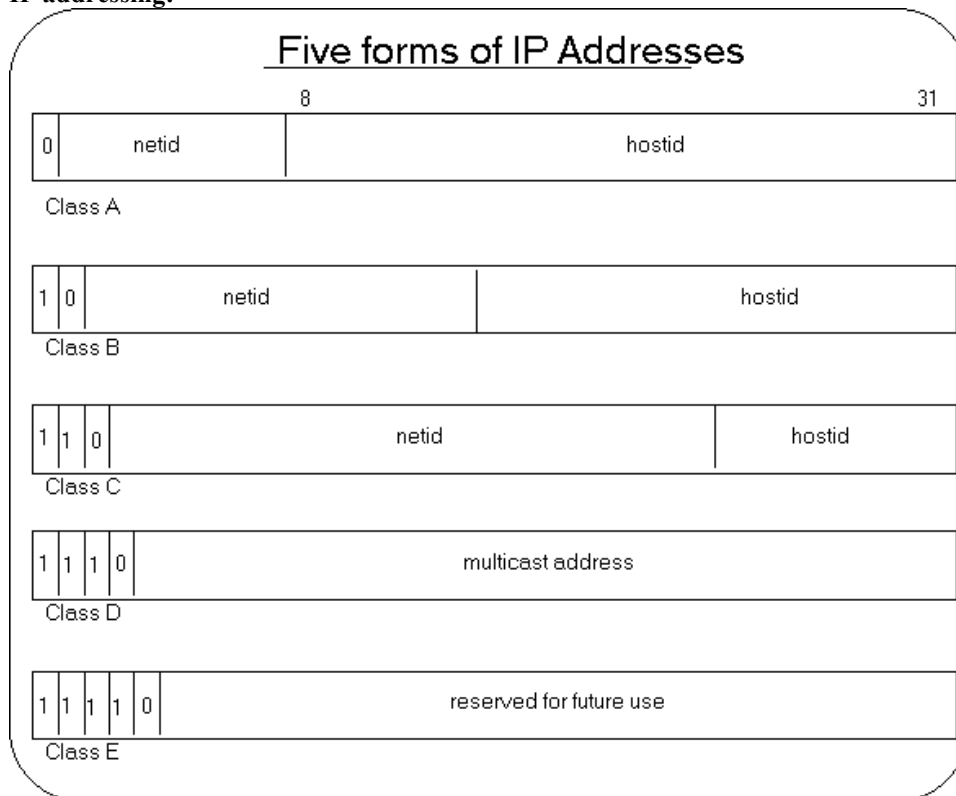 IP addressing:
Five forms of IP Addresses
8 31
0 netid hostid
Class A
1 0 netid hostid
Class B
1 1 0 netid hostid
Class C
1 1 1 0 multicast address
Class D
1 1 1 1 0 reserved for future use
Class E